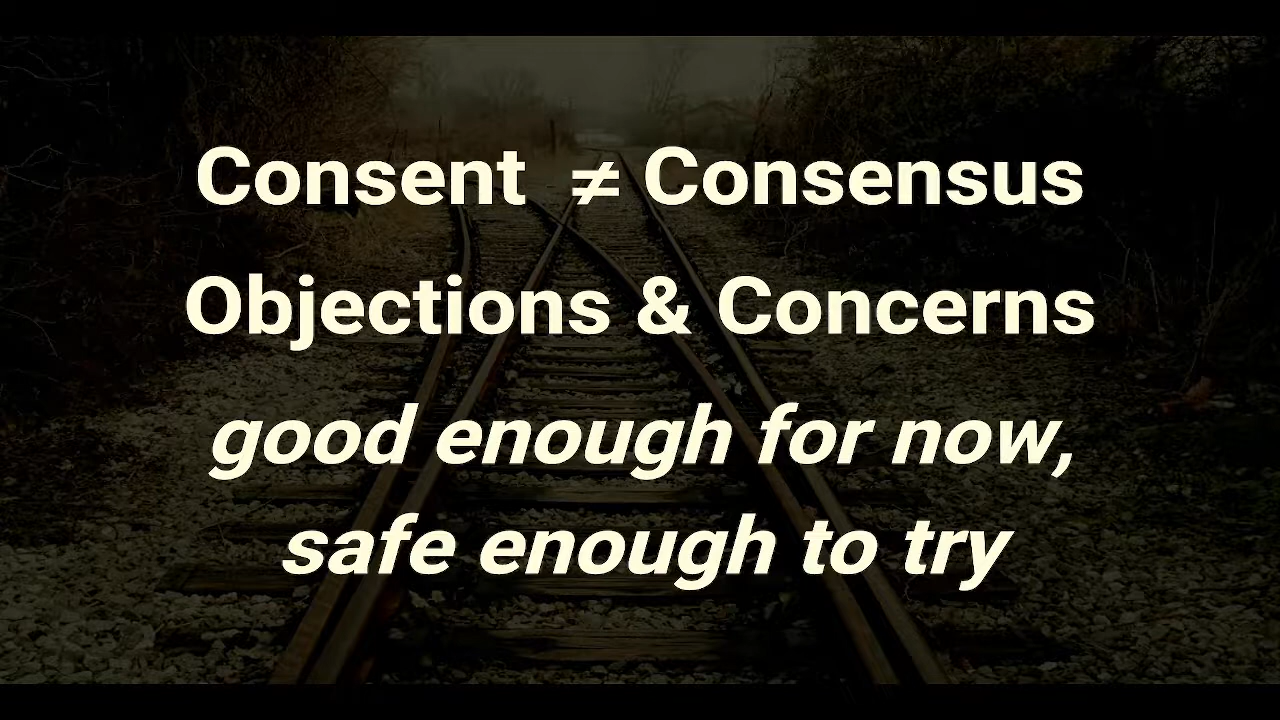 Consent ≠ Consensus
Objections & Concerns
good enough for now,
safe enough to try